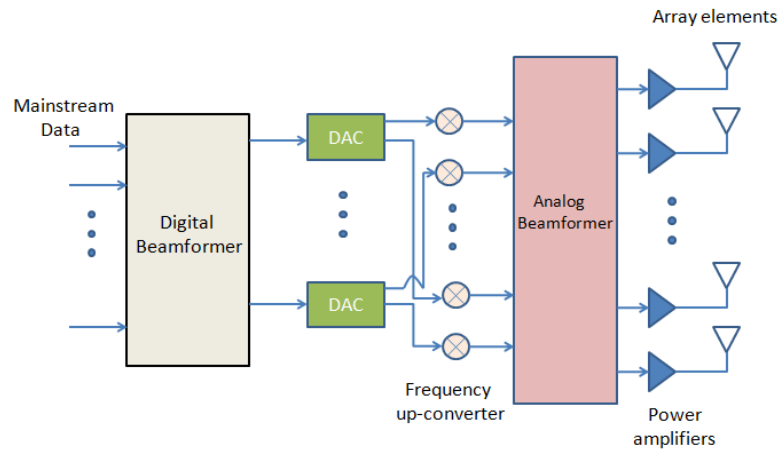 Array elements
Mainstream
Data
DAC
Digital
Beamformer
Analog
Beamformer
DAC
Frequency
up-converter
Power
amplifiers